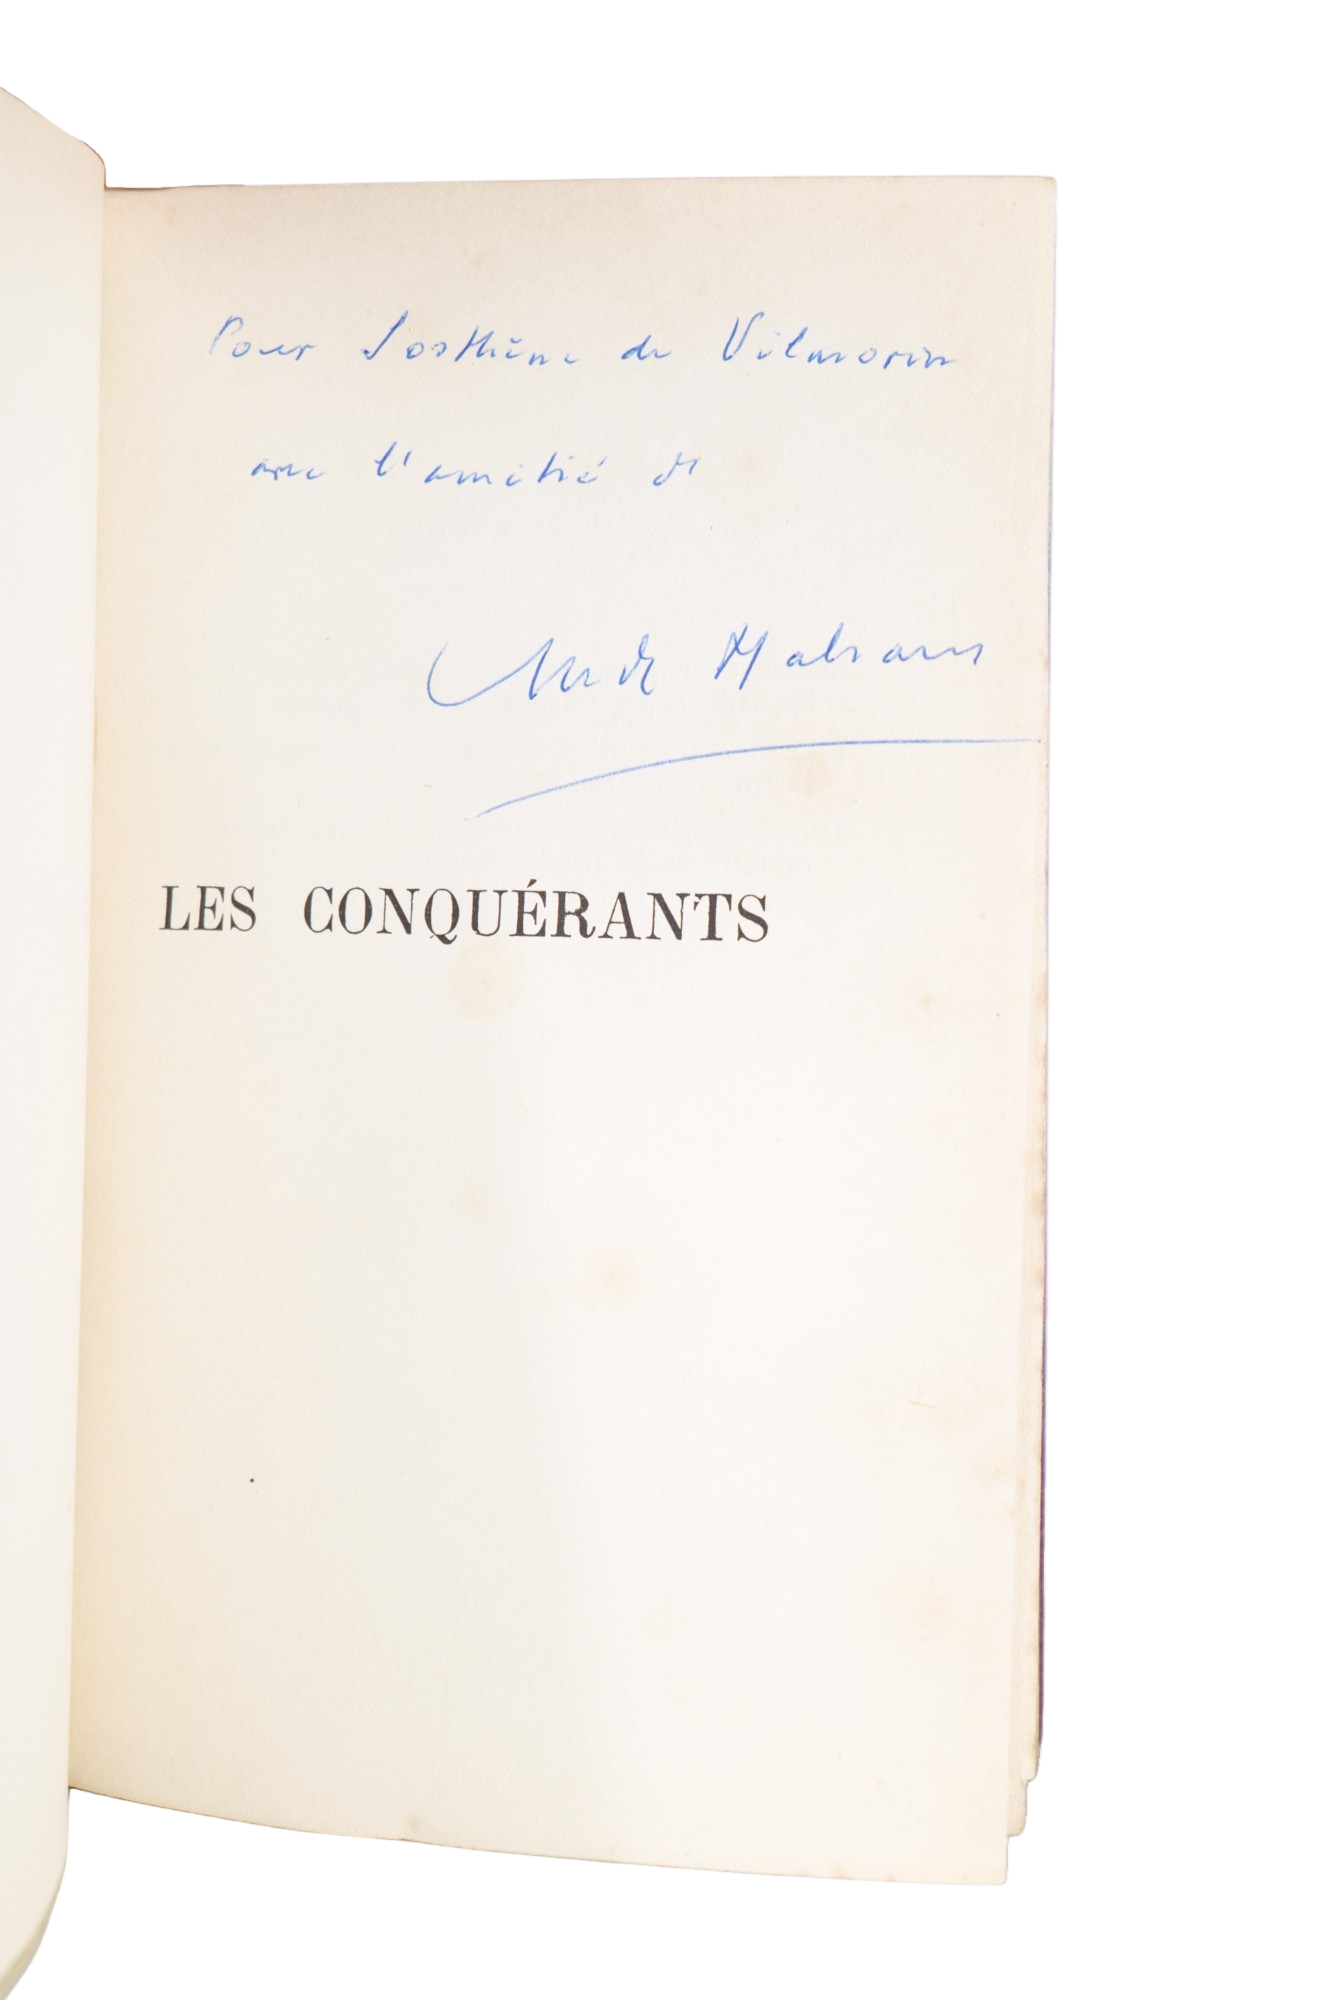 Pour Sosthène de Vilmorin
avec l'amitié de
André Malraux
LES CONQUÉRANTS